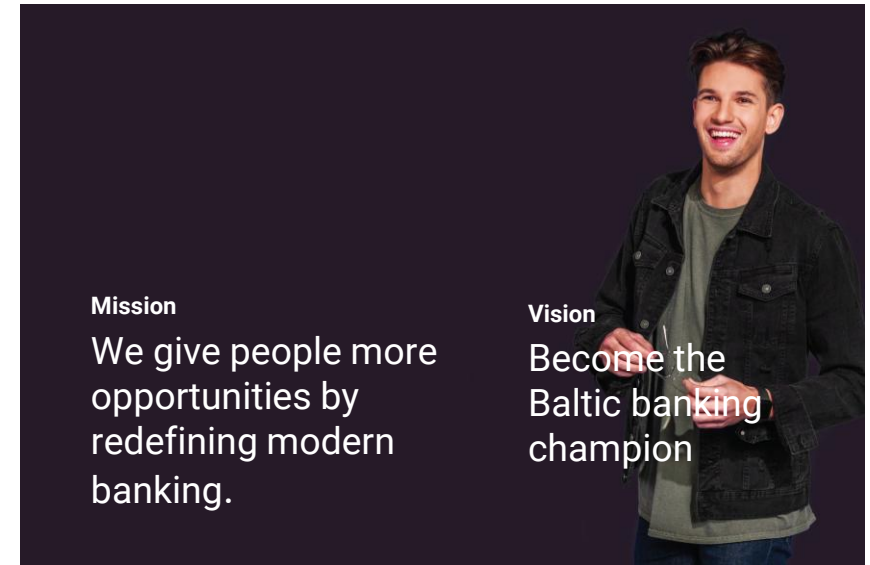 Mission
We give people more
opportunities by
redefining modern
banking.
Vision
Become the
Baltic banking
champion